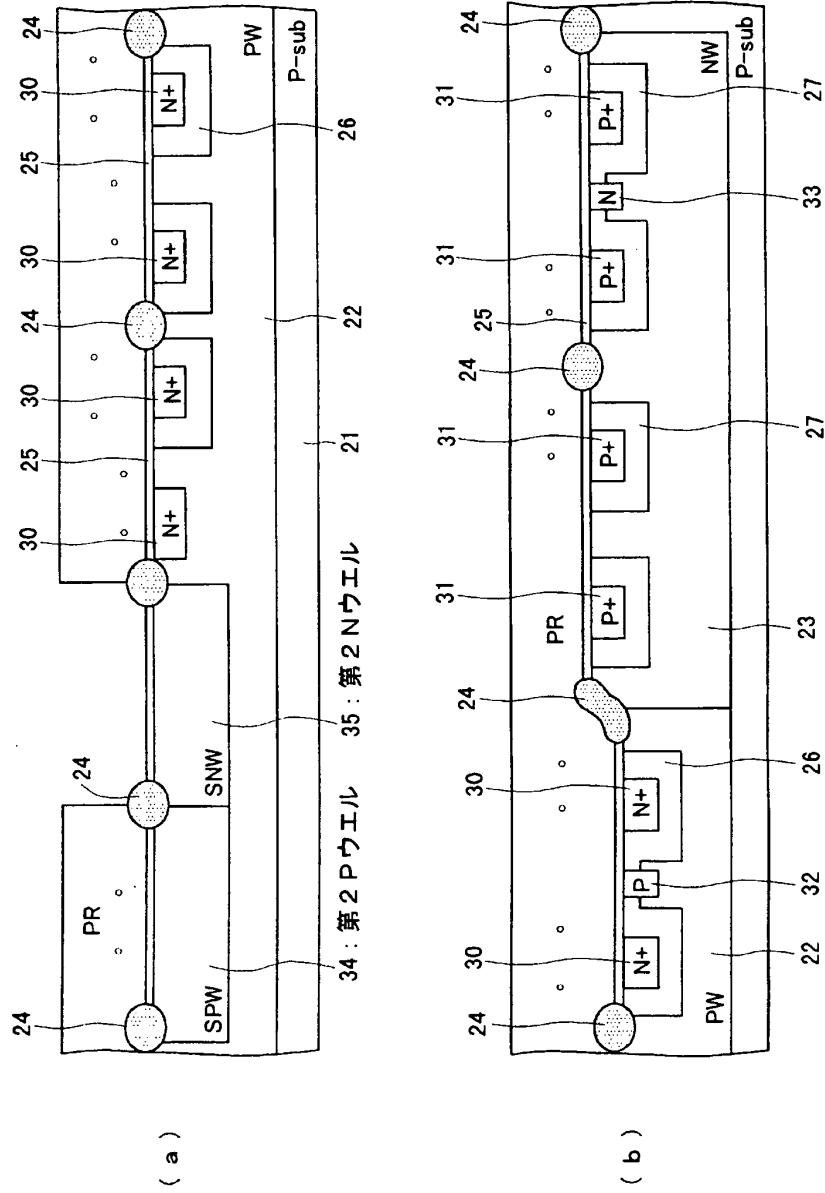 (a)
24 24 30 25 30 24 30 25 30 24
PR
N+ N+ N+ N+
SPW SNW PW
P-sub
34：第２Ｐウエル 35：第２Ｎウエル 21 22 26
(b)
24 30 30 24 31 31 24 25 31 31 24
PR
N+ P N+ P+ P+ P+ N P+
PW NW
P-sub
22 32 26 23 27 33 27